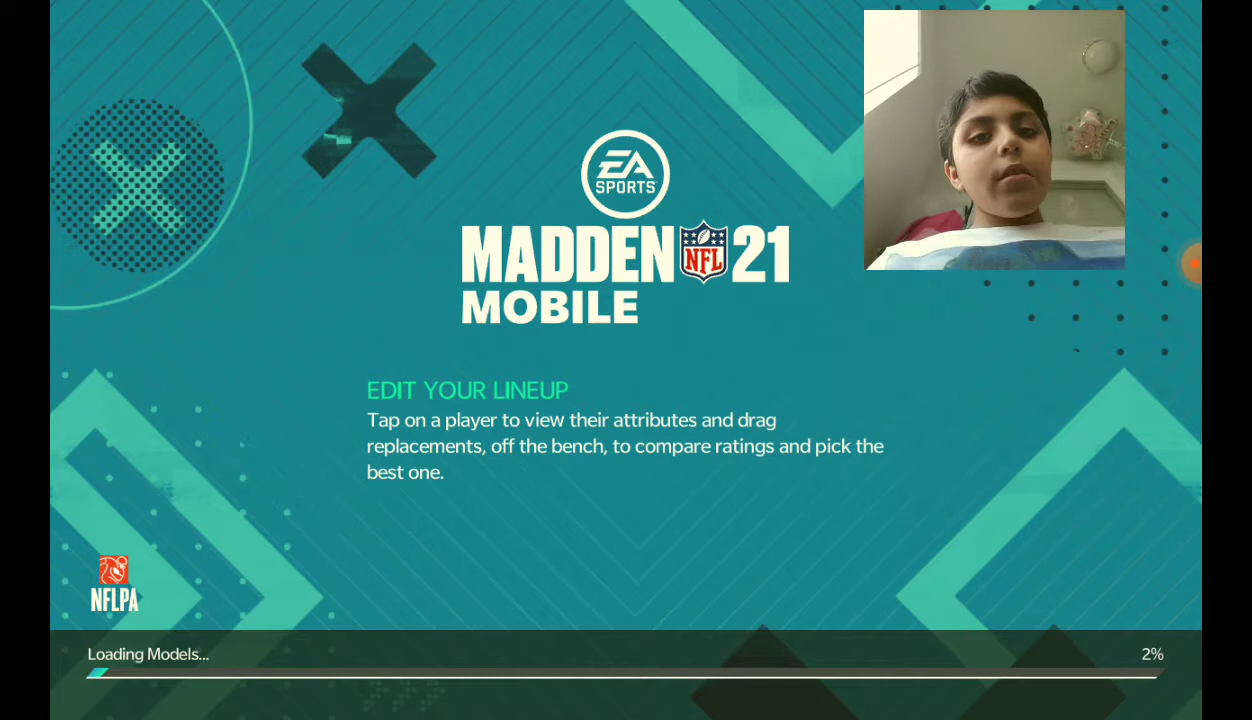 EA
SPORTS
MADDEN NFL 21
MOBILE
EDIT YOUR LINEUP
Tap on a player to view their attributes and drag
replacements, off the bench, to compare ratings and pick the
best one.
NFLPA
Loading Models... 2%